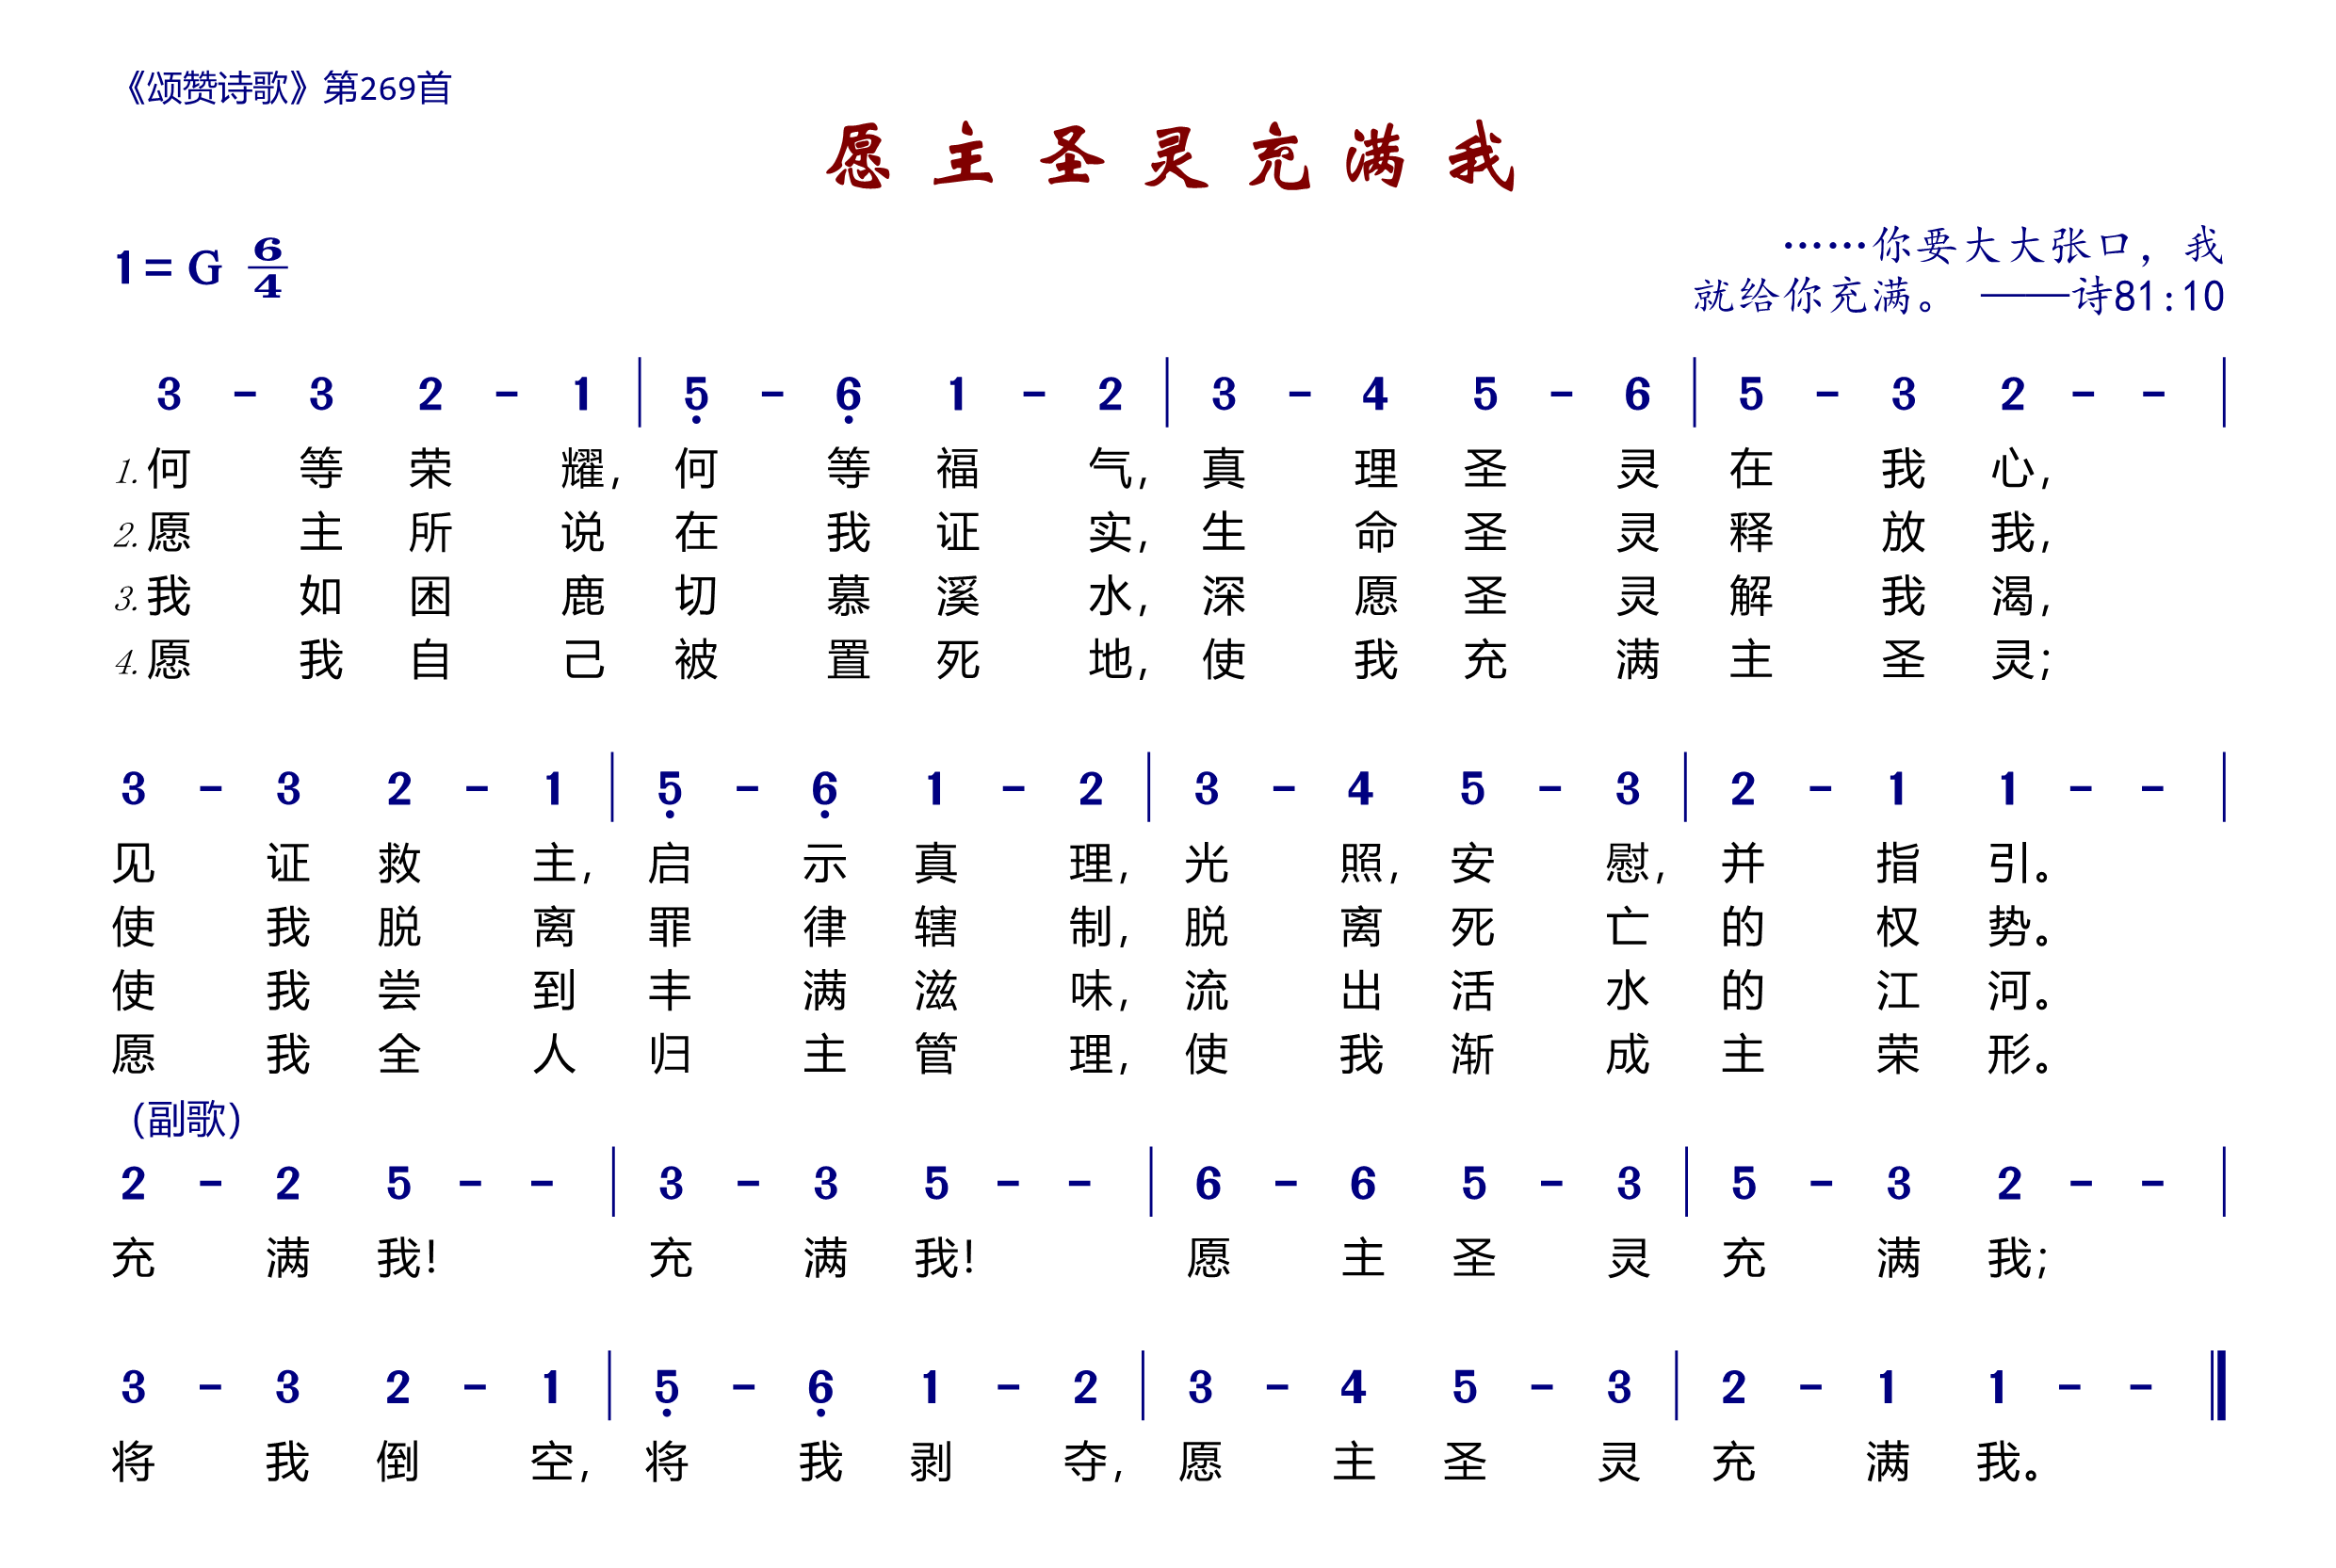 《颂赞诗歌》第269首
愿主圣灵充满我
1=G 6/4
……你要大大张口，我
就给你充满。 ——诗81:10
3 - 3 2 - 1 | 5̣ - 6̣ 1 - 2 | 3 - 4 5 - 6 | 5 - 3 2 - - |
1.何等荣耀,何等福气,真理圣灵在我心,
2.愿主所说在我证实,生命圣灵释放我,
3.我如困鹿切慕溪水,深愿圣灵解我渴,
4.愿我自己被置死地,使我充满主圣灵;
3 - 3 2 - 1 | 5̣ - 6̣ 1 - 2 | 3 - 4 5 - 3 | 2 - 1 1 - - |
见证救主,启示真理,光照,安慰,并指引。
使我脱离罪律辖制,脱离死亡的权势。
使我尝到丰满滋味,流出活水的江河。
愿我全人归主管理,使我渐成主荣形。
(副歌)
2 - 2 5 - - | 3 - 3 5 - - | 6 - 6 5 - 3 | 5 - 3 2 - - |
充满我!充满我!愿主圣灵充满我;
3 - 3 2 - 1 | 5̣ - 6̣ 1 - 2 | 3 - 4 5 - 3 | 2 - 1 1 - - ‖
将我倒空,将我剥夺,愿主圣灵充满我。